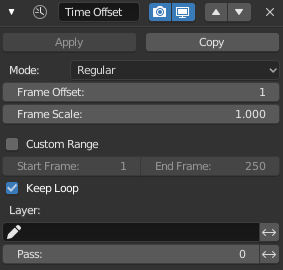 Time Offset
Apply Copy
Mode: Regular
Frame Offset: 1
Frame Scale: 1.000
Custom Range
Start Frame: 1 End Frame: 250
Keep Loop
Layer:
Pass: 0